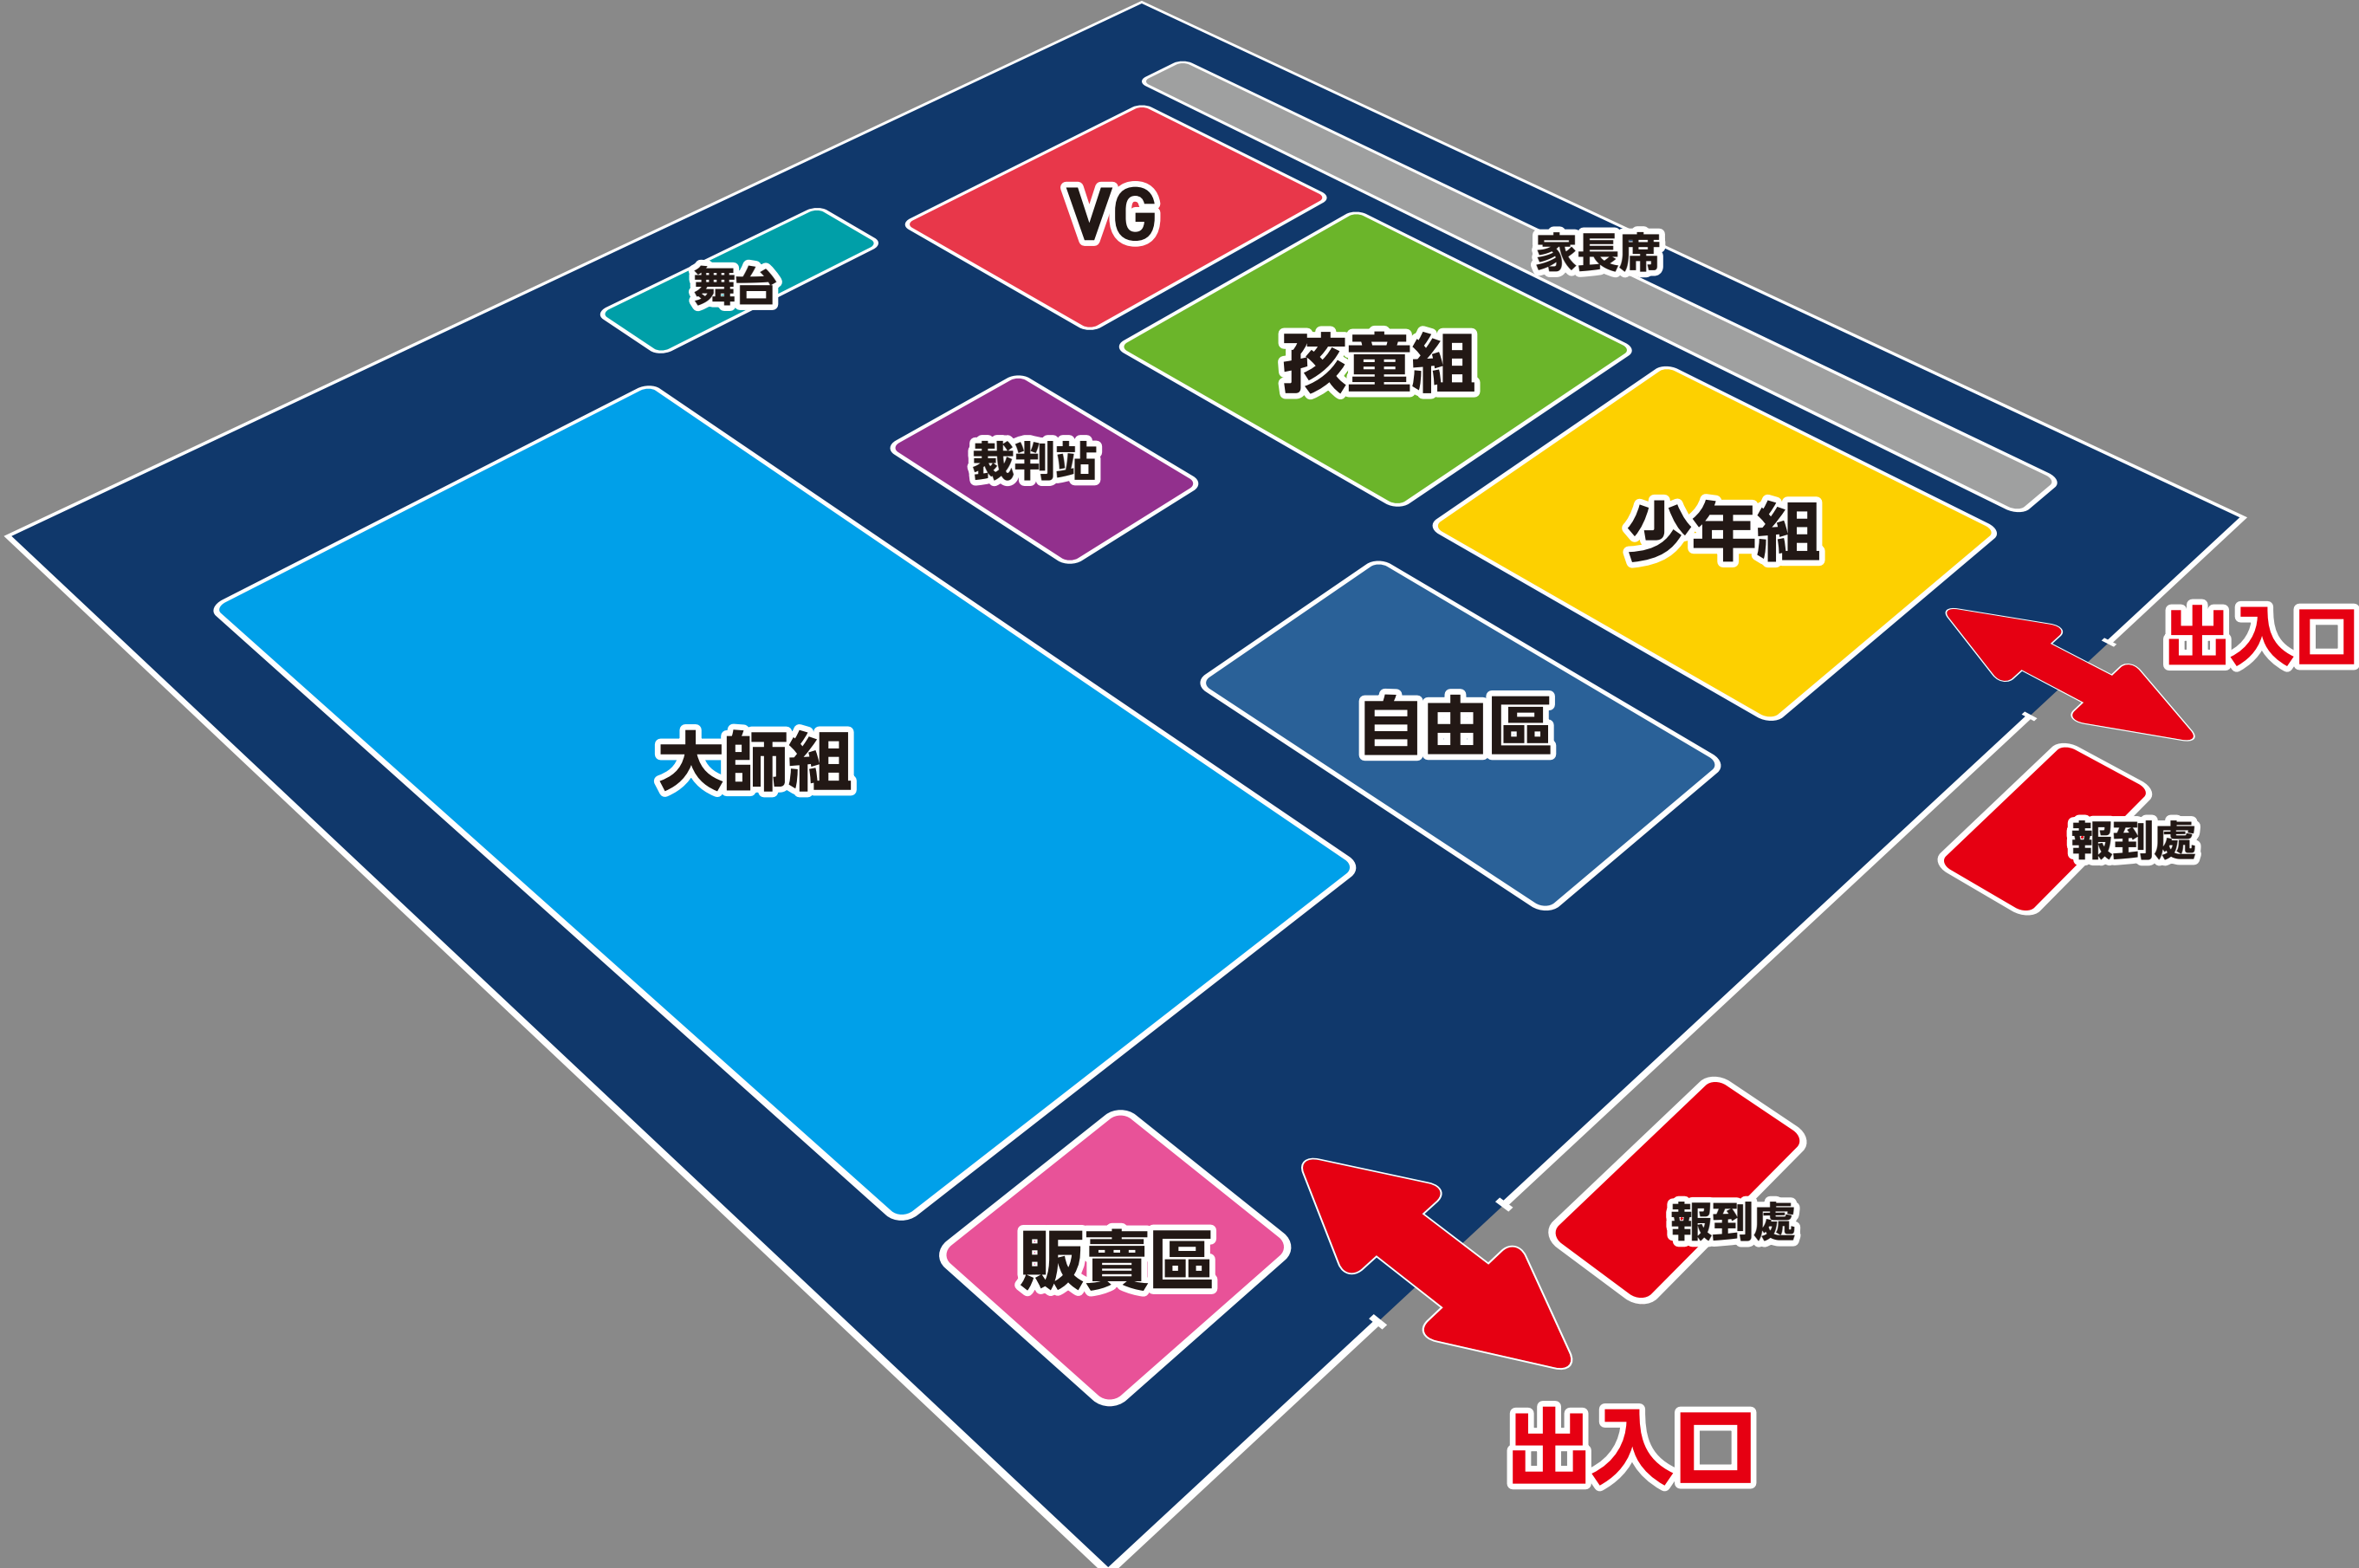 VG
家長席
舞台
孩童組
裁判站
少年組
出入口
自由區
大師組
報到處
報到處
販賣區
出入口